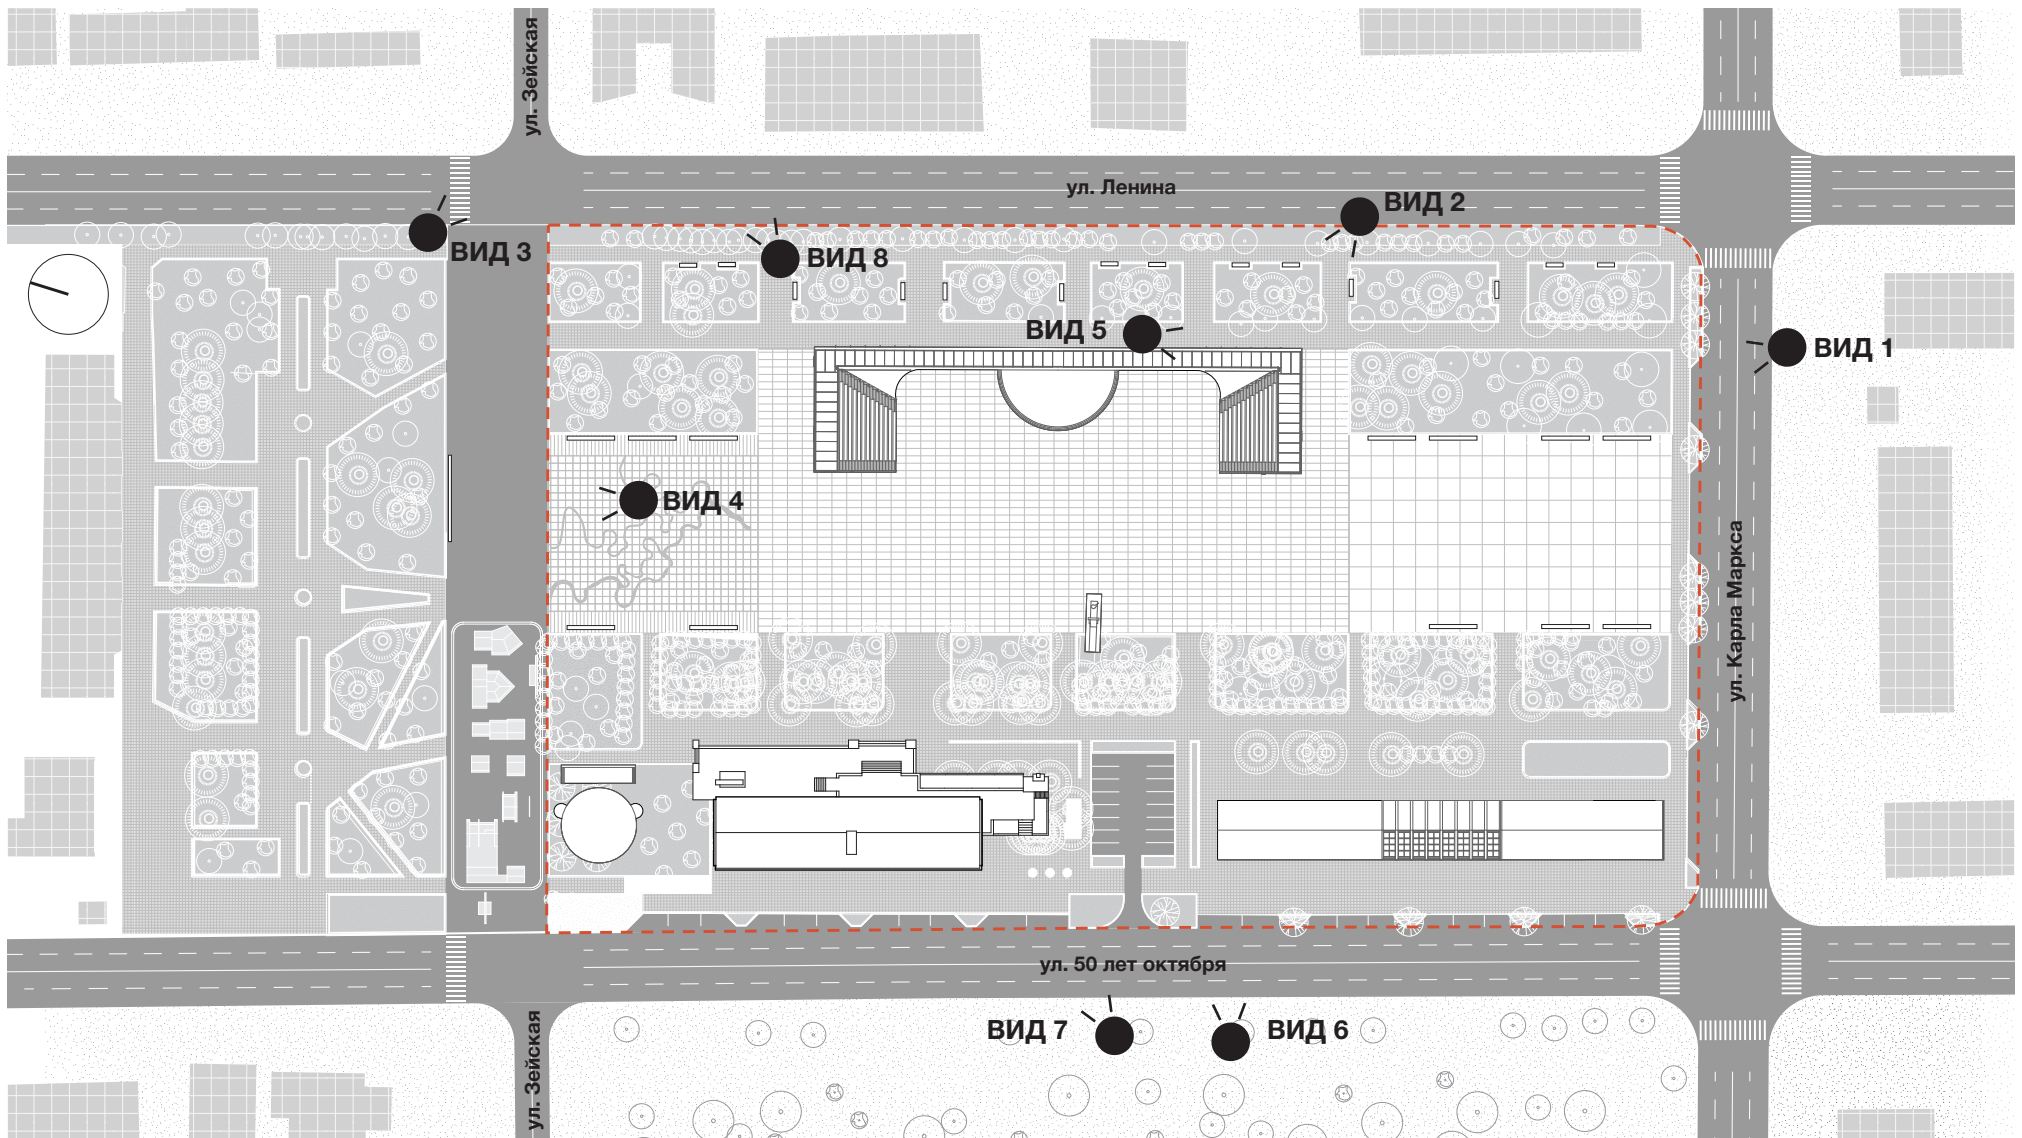 ул. Зейская
ул. Ленина
ВИД 2
ВИД 3
ВИД 8
ВИД 5
ВИД 1
ВИД 4
ул. Карла Маркса
ул. 50 лет октября
ВИД 7
ВИД 6
ул. Зейская